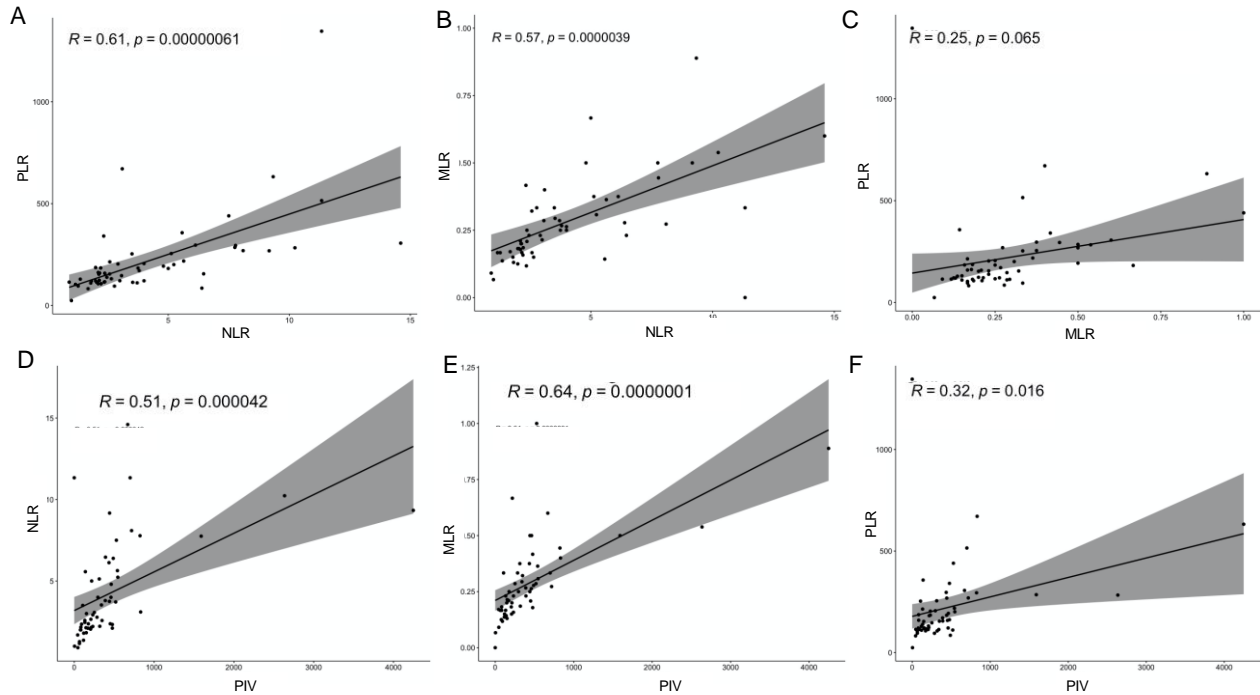 A
R = 0.61, p = 0.00000061
1000
500
0
PLR
5
10
15
NLR
B
R = 0.57, p = 0.0000039
1.00
0.75
0.25
0.00
MLR
5
15
NLR
C
R = 0.25, p = 0.065
1000
500
0
PLR
0.00
0.25
0.50
0.75
1.00
MLR
D
R = 0.51, p = 0.000042
15
10
5
NLR
0
1000
2000
3000
4000
PIV
E
R = 0.64, p = 0.0000001
1.25
1.00
0.50
0.25
0.00
MLR
0
1000
2000
3000
4000
PIV
F
R = 0.32, p = 0.016
1000
500
0
PLR
0
1000
2000
3000
4000
PIV